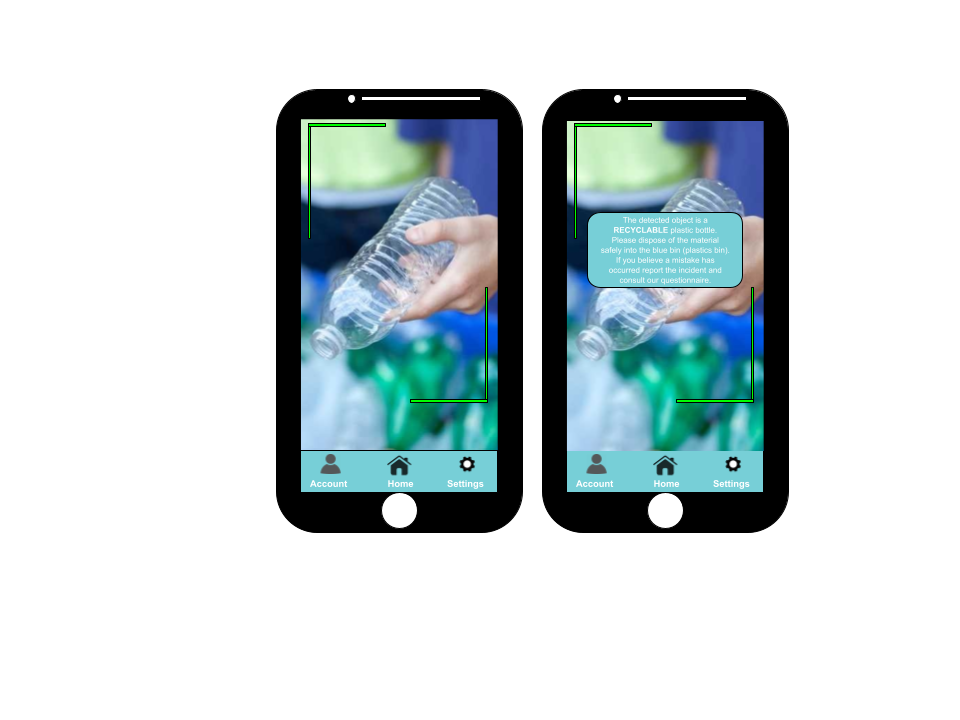 The detected object is a
RECYCLABLE plastic bottle.
Please dispose of the material
safely into the blue bin (plastics bin).
If you believe a mistake has
occurred report the incident and
consult our questionnaire.
Account Home Settings
Account Home Settings